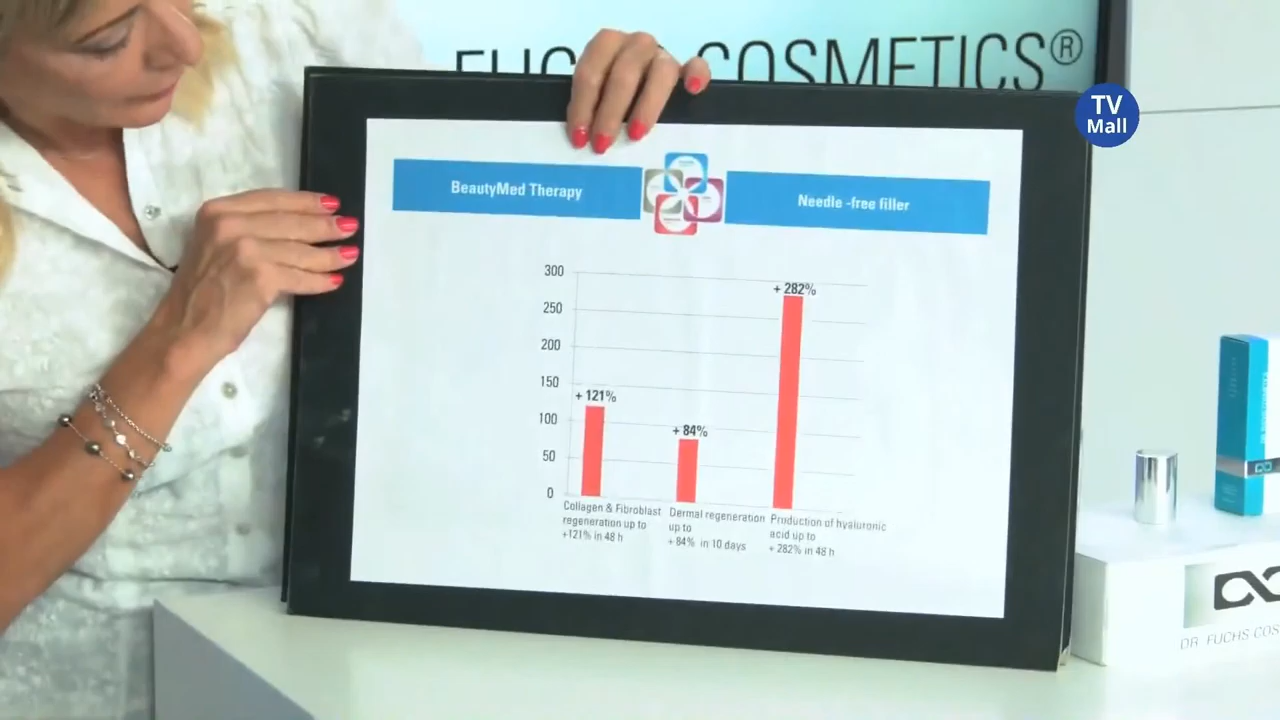 COSMETICS®
TV
Mall
BeautyMed Therapy
Needle -free filler
300
250
200
150
100
50
0
+ 121%
+ 84%
+ 282%
Collagen & Fibroblast
regeneration up to
+121% in 48 h
Dermal regeneration
up to
+ 84% in 10 days
Production of hyaluronic
acid up to
+ 282% in 48 h
DR. FUCHS COS